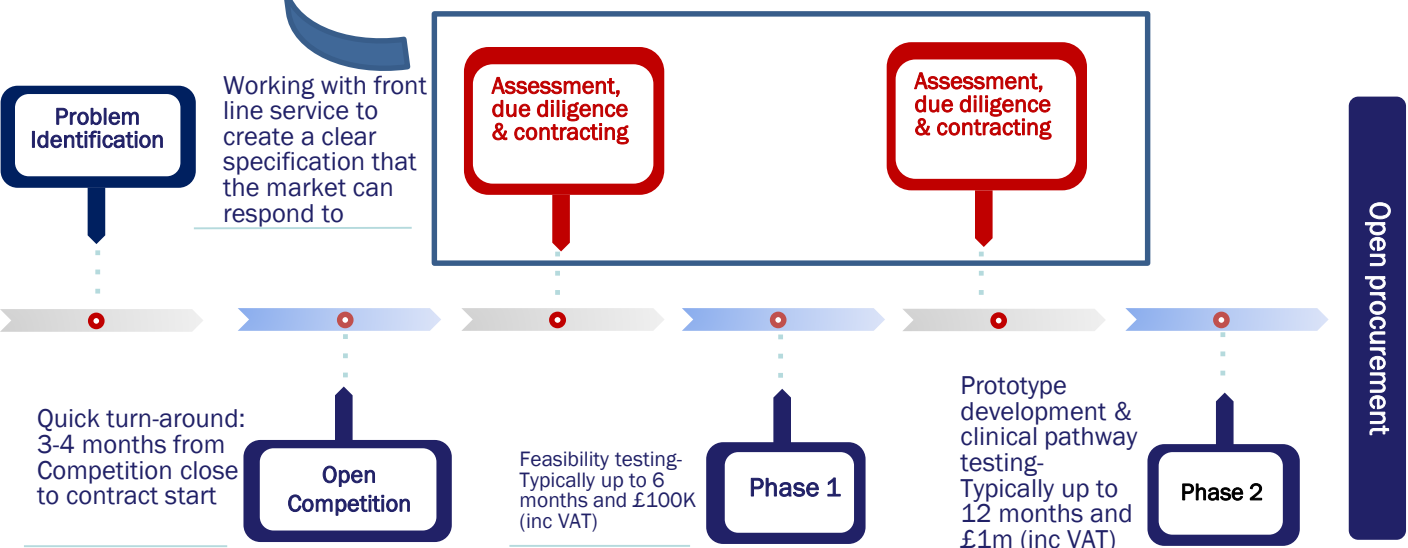 Problem
Identification
Working with front
line service to
create a clear
specification that
the market can
respond to
Assessment,
due diligence
& contracting
Assessment,
due diligence
& contracting
Open procurement
Quick turn-around:
3-4 months from
Competition close
to contract start
Open
Competition
Feasibility testing-
Typically up to 6
months and £100K
(inc VAT)
Phase 1
Prototype
development &
clinical pathway
testing-
Typically up to
12 months and
£1m (inc VAT)
Phase 2